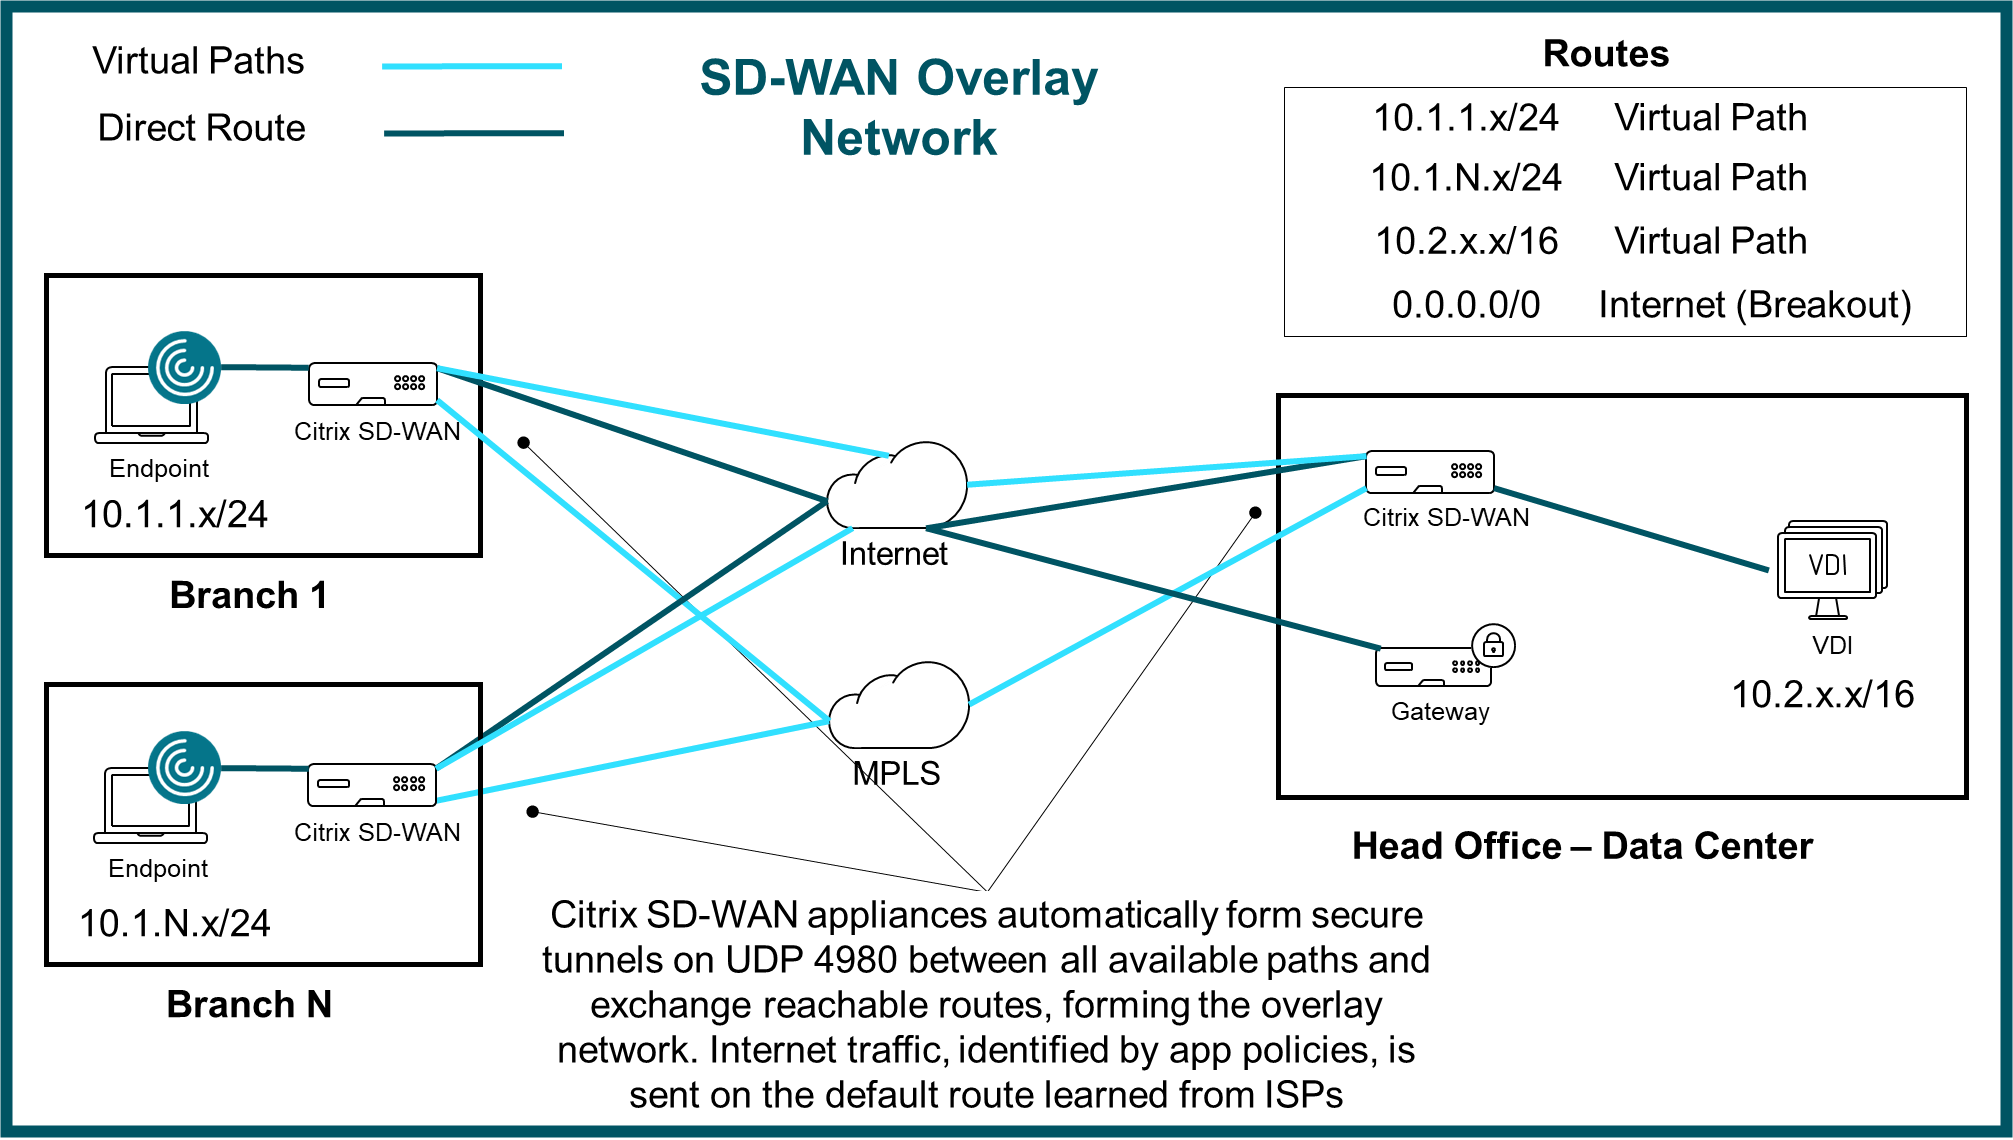 Virtual Paths
Direct Route
SD-WAN Overlay
Network
Routes
10.1.1.x/24 Virtual Path
10.1.N.x/24 Virtual Path
10.2.x.x/16 Virtual Path
0.0.0.0/0 Internet (Breakout)
Citrix SD-WAN
Endpoint
10.1.1.x/24
Branch 1
Internet
MPLS
Citrix SD-WAN
VDI
VDI
10.2.x.x/16
Gateway
Head Office – Data Center
Citrix SD-WAN
Endpoint
10.1.N.x/24
Branch N
Citrix SD-WAN appliances automatically form secure
tunnels on UDP 4980 between all available paths and
exchange reachable routes, forming the overlay
network. Internet traffic, identified by app policies, is
sent on the default route learned from ISPs